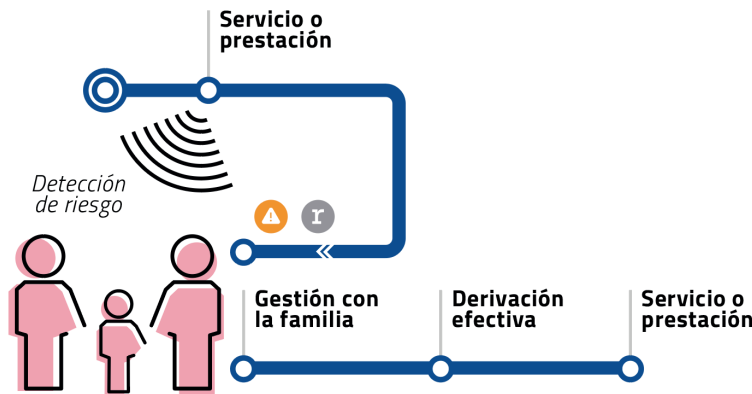 Servicio o
prestación
Detección
de riesgo
r
Gestión con
la familia
Derivación
efectiva
Servicio o
prestación